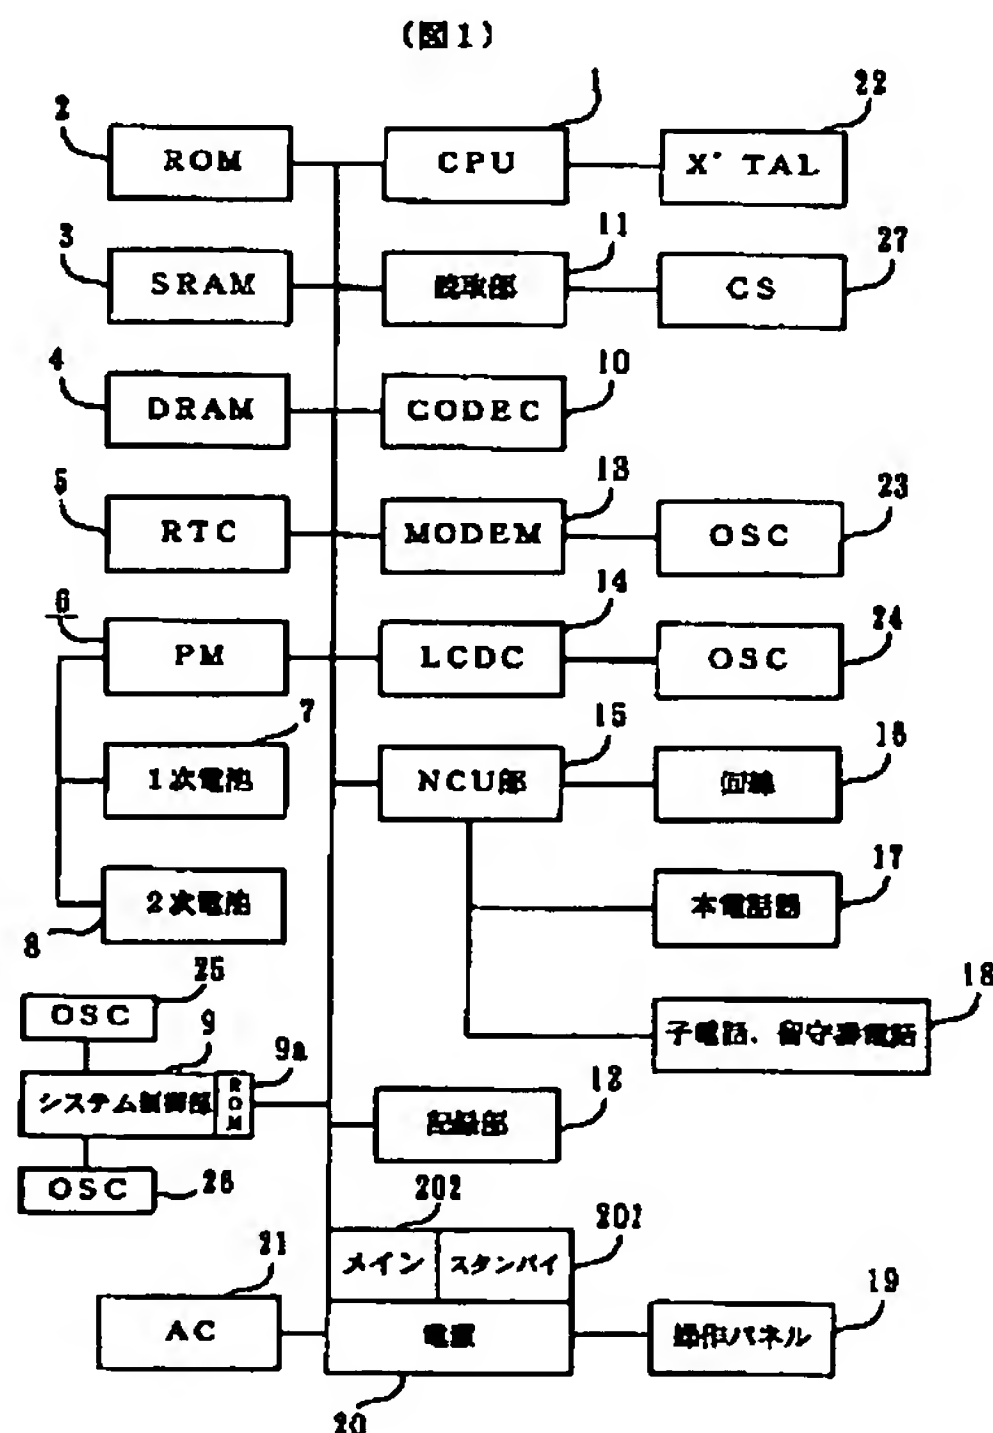 (図1)
1
22
2
ROM
CPU
X'TAL
3
11
27
SRAM
読取部
CS
4
10
DRAM
CODEC
5
13
23
RTC
MODEM
OSC
6
14
24
PM
LCDC
OSC
7
15
16
1次電池
NCU部
回線
17
2次電池
本電話器
8
25
18
OSC
子電話、留守番電話
9
9a
システム制御部
ROM
12
記録部
OSC
26
202
201
メイン
スタンバイ
21
19
AC
電源
操作パネル
20